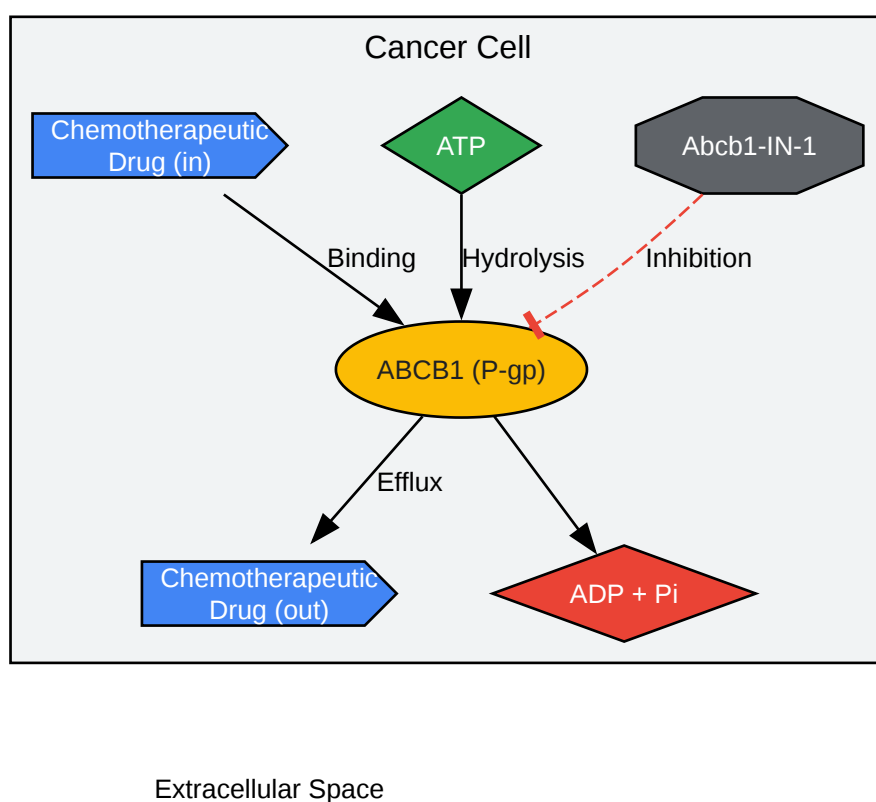 Cancer Cell
Chemotherapeutic
Drug (in)
ATP
Abcb1-IN-1
Binding
Hydrolysis
Inhibition
ABCB1 (P-gp)
Efflux
Chemotherapeutic
Drug (out)
ADP + Pi
Extracellular Space